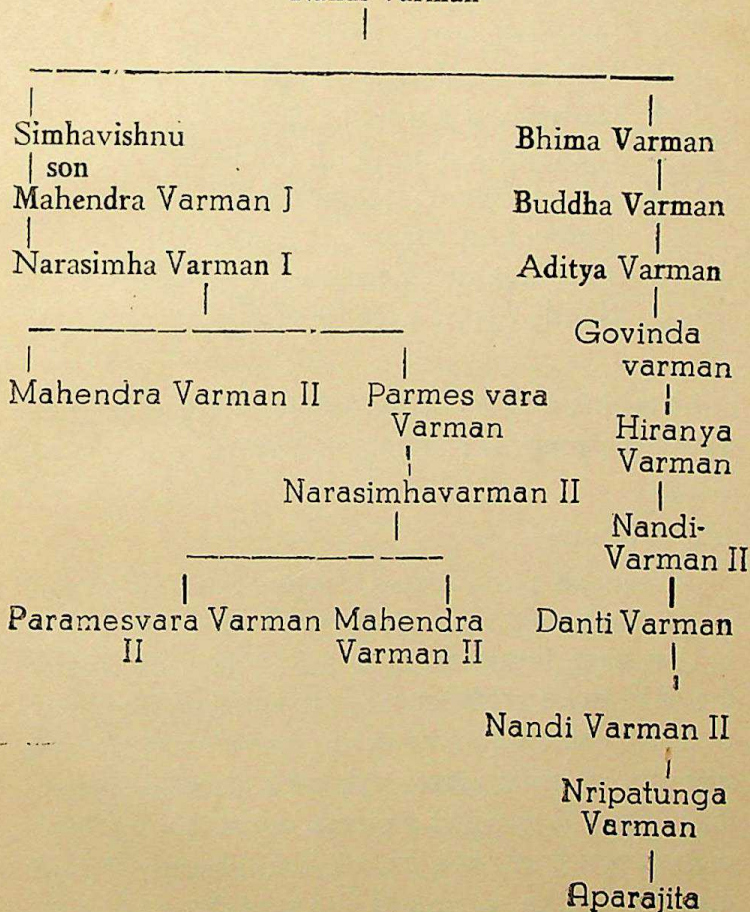 Simhavishnu
son
Mahendra Varman I
Narasimha Varman I
Mahendra Varman II
Parmes vara
Varman
Narasimhavarman II
Paramesvara Varman
II
Mahendra
Varman II
Bhima Varman
Buddha Varman
Aditya Varman
Govinda
varman
Hiranya
Varman
Nandi-
Varman II
Danti Varman
Nandi Varman II
Nripatunga
Varman
Aparajita